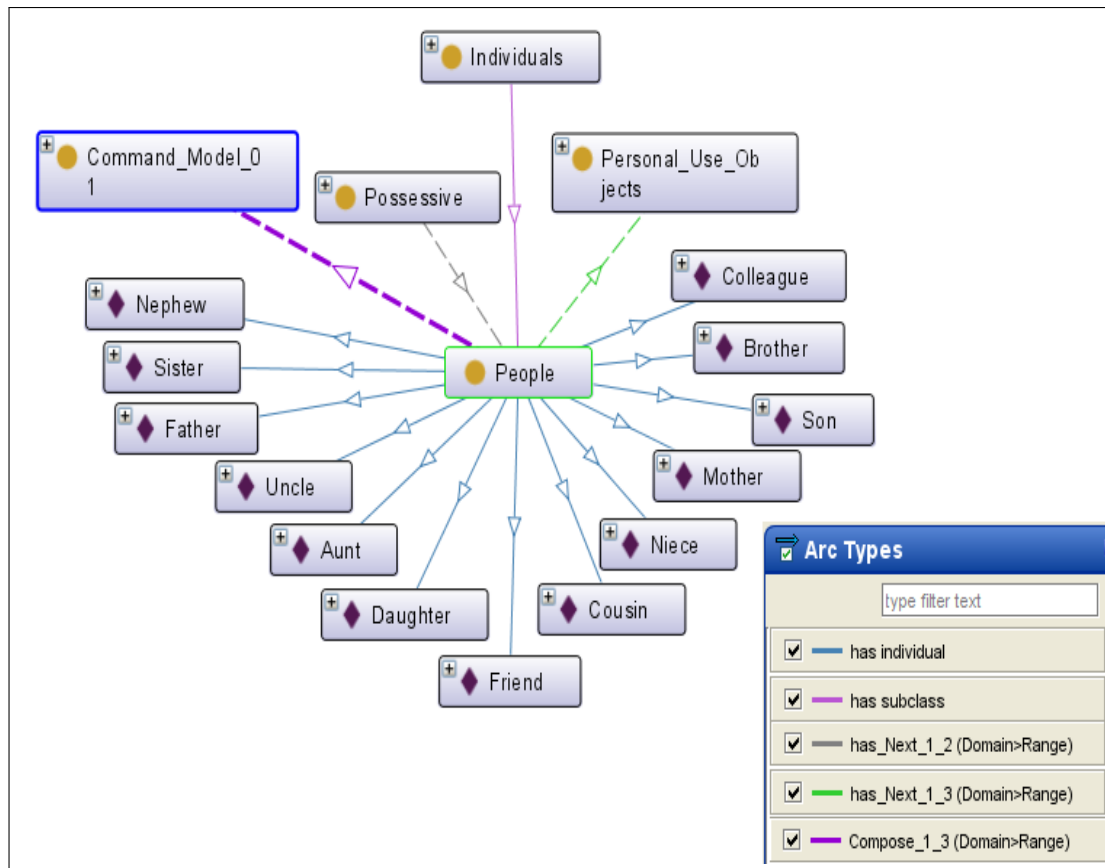 Individuals
Command_Model_0
1
Personal_Use_Ob
jects
Possessive
Colleague
Nephew
Brother
Sister
People
Son
Father
Mother
Uncle
Niece
Aunt
Cousin
Daughter
Friend
Arc Types
type filter text
has individual
has subclass
has_Next_1_2 (Domain>Range)
has_Next_1_3 (Domain>Range)
Compose_1_3 (Domain>Range)